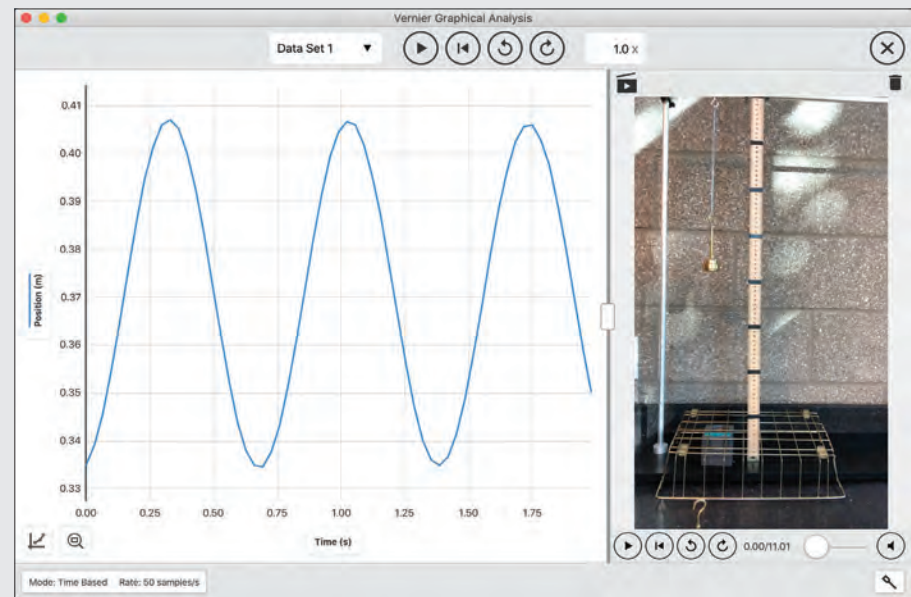 Vernier Graphical Analysis
Data Set 1
1.0 x
0.41
0.40
0.39
0.38
0.37
0.36
0.35
0.34
0.33
Position (m)
0.00 0.25 0.50 0.75 1.00 1.25 1.50 1.75
Time (s)
0.00/11.01
Mode: Time Based Rate: 50 samples/s